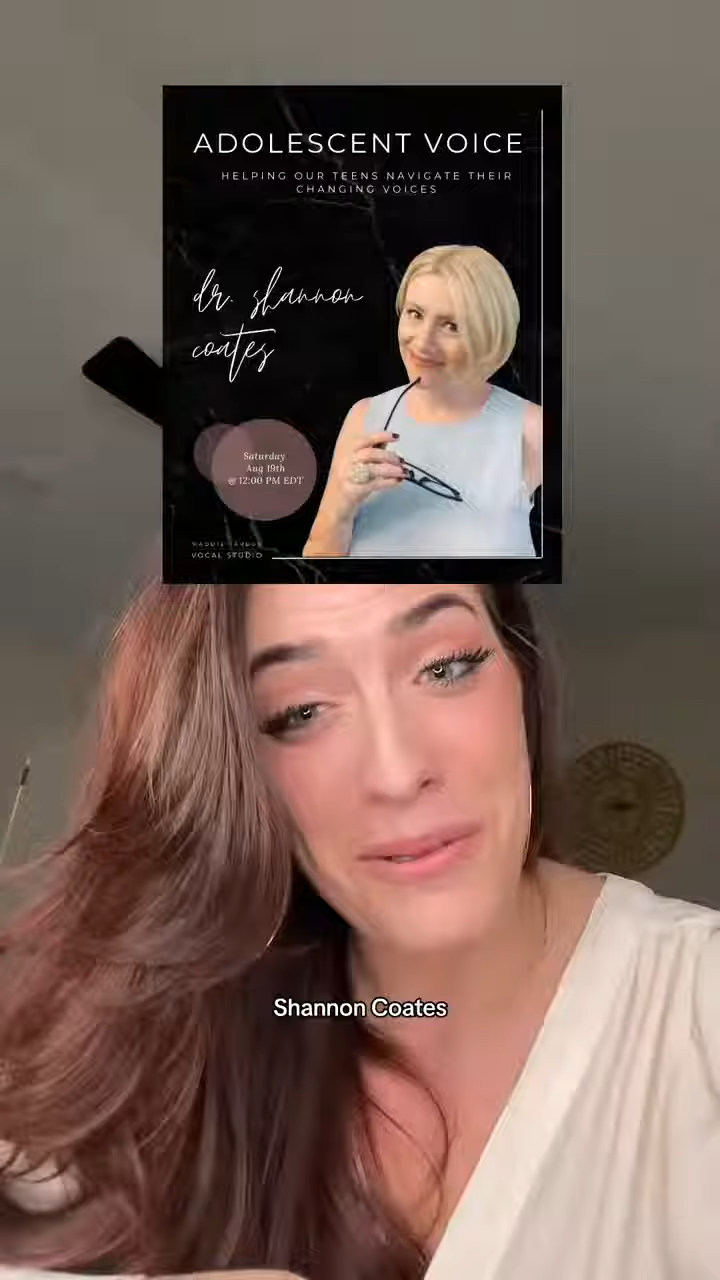 ADOLESCENT VOICE
HELPING OUR TEENS NAVIGATE THEIR
CHANGING VOICES
dr. shannon
coates
Saturday
Aug 19th
@ 12:00 PM EDT
VOCAL STUDIO
Shannon Coates